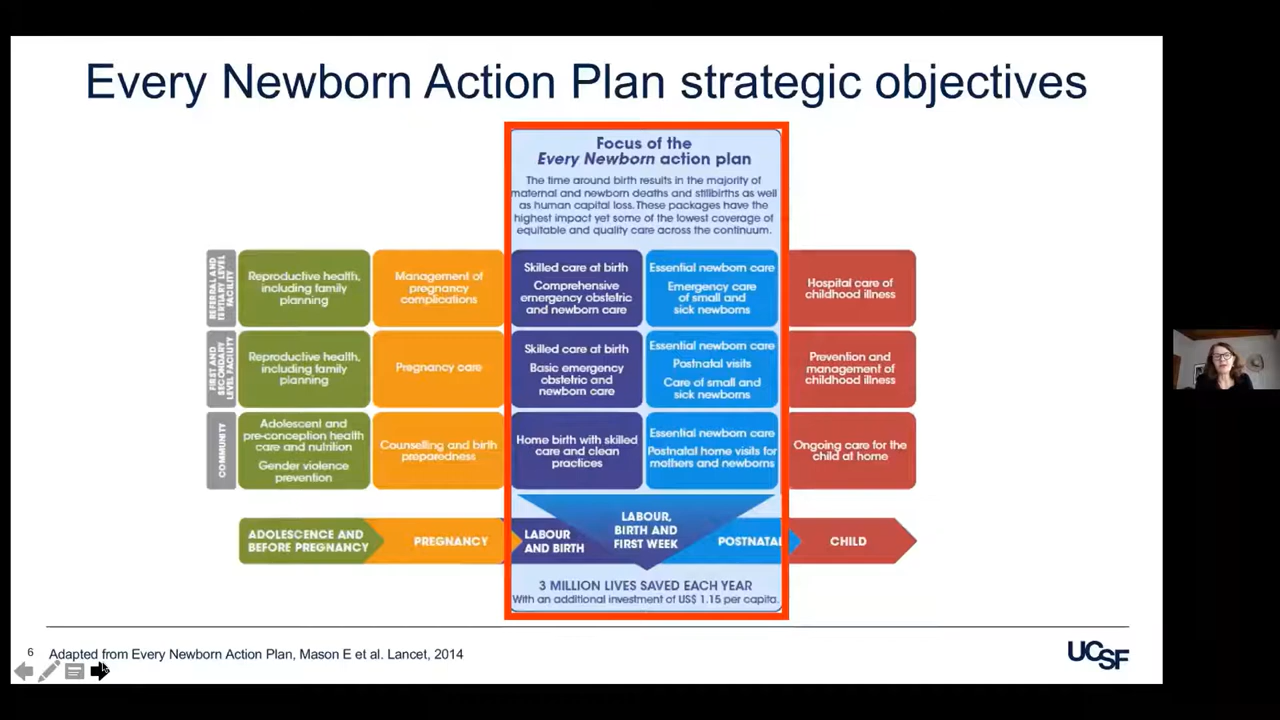 Every Newborn Action Plan strategic objectives
Focus of the
Every Newborn action plan
The time around birth results in the majority of
maternal and newborn deaths and stillbirths as well
as human capital loss. These packages have the
highest impact yet some of the lowest coverage of
equitable and quality care across the continuum.
REFERRAL AND
TERTIARY LEVEL
FACILITY
Reproductive health,
including family
planning
Management of
pregnancy
complications
Skilled care at birth
Comprehensive
emergency obstetric
and newborn care
Essential newborn care
Emergency care
of small and
sick newborns
Hospital care of
childhood illness
FIRST AND
SECONDARY
LEVEL FACILITY
Reproductive health,
including family
planning
Pregnancy care
Skilled care at birth
Basic emergency
obstetric and
newborn care
Essential newborn care
Postnatal visits
Care of small and
sick newborns
Prevention and
management of
childhood illness
COMMUNITY
Adolescent and
pre-conception health
care and nutrition
Gender violence
prevention
Counselling and birth
preparedness
Home birth with skilled
care and clean
practices
Essential newborn care
Postnatal home visits for
mothers and newborns
Ongoing care for the
child at home
ADOLESCENCE AND
BEFORE PREGNANCY
PREGNANCY
LABOUR
AND BIRTH
LABOUR,
BIRTH AND
FIRST WEEK
POSTNATAL
CHILD
3 MILLION LIVES SAVED EACH YEAR
With an additional investment of US$ 1.15 per capita.
6
Adapted from Every Newborn Action Plan, Mason E et al. Lancet, 2014
UCSF